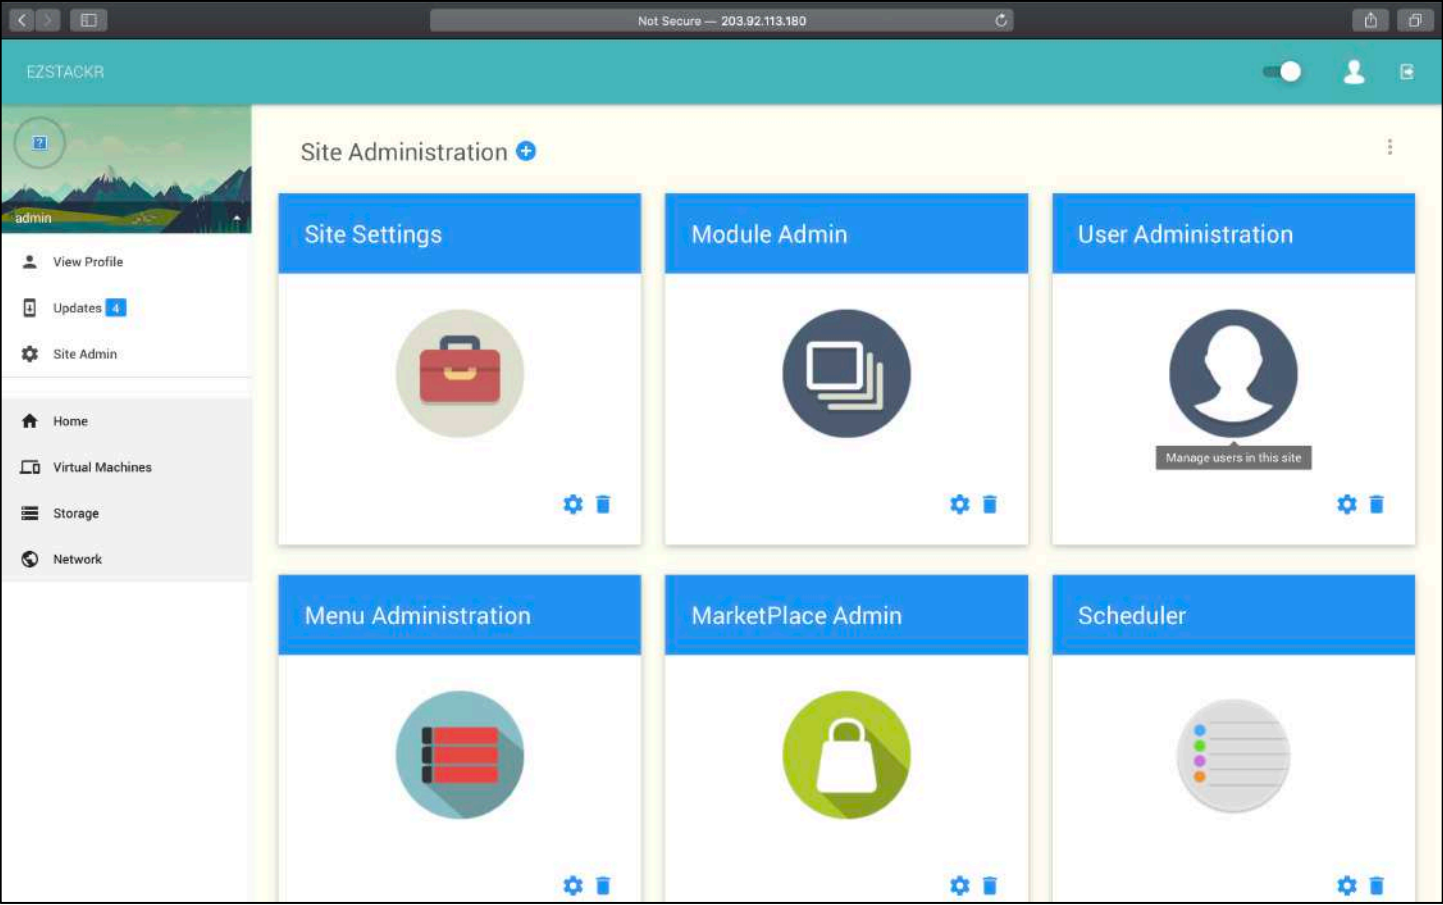 Not Secure — 203.92.113.180
EZSTACKR
?
admin
View Profile
Updates 4
Site Admin
Home
Virtual Machines
Storage
Network
Site Administration
Site Settings
Module Admin
User Administration
Manage users in this site
Menu Administration
MarketPlace Admin
Scheduler